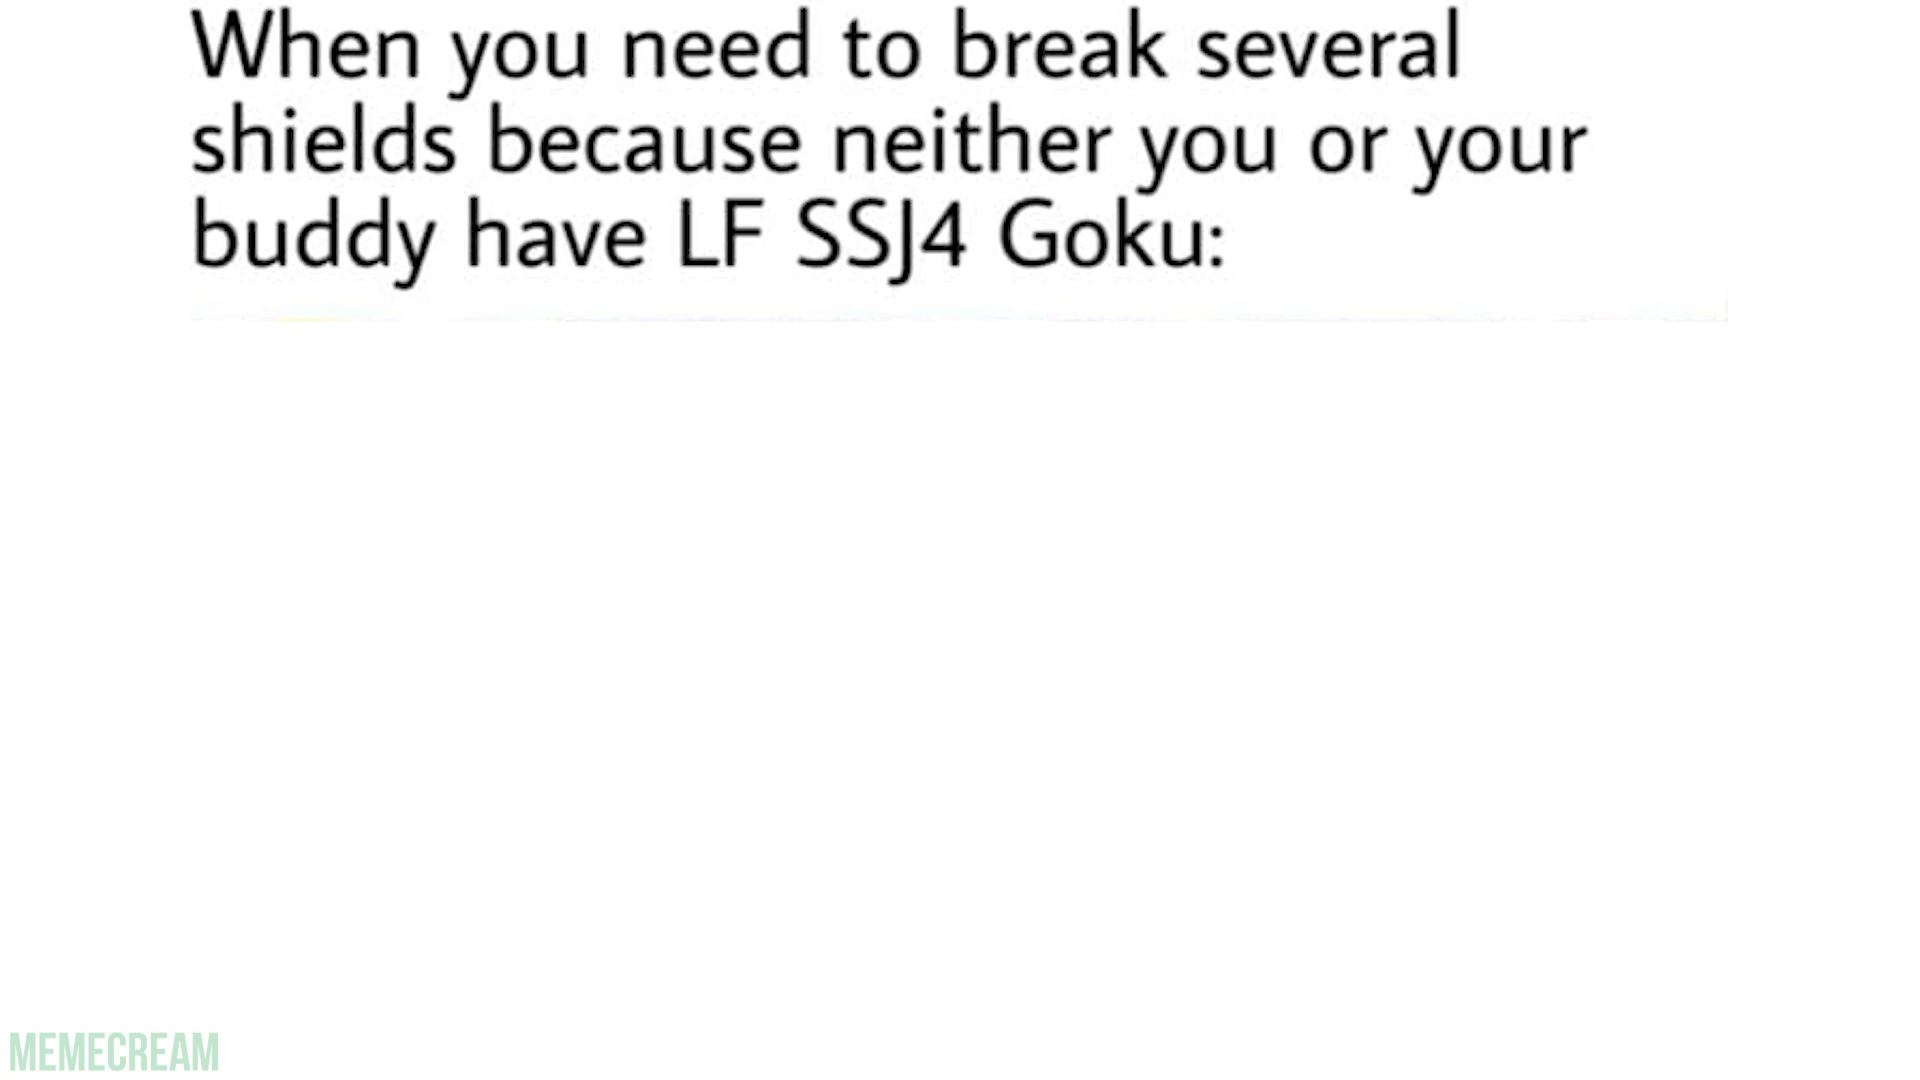 When you need to break several
shields because neither you or your
buddy have LF SSJ4 Goku:
MEMECREAM